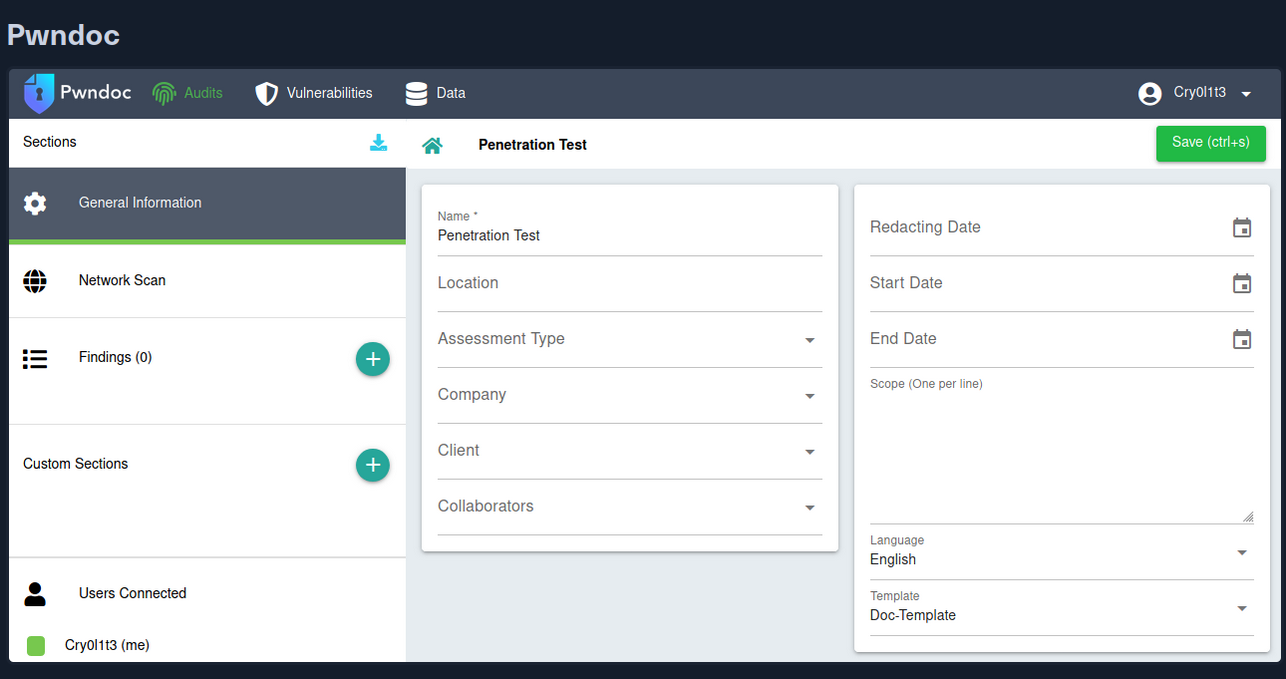 Pwndoc
Pwndoc Audits Vulnerabilities Data Cry0l1t3
Sections
Penetration Test
Save (ctrl+s)
General Information
Network Scan
Findings (0)
Custom Sections
Users Connected
Cry0l1t3 (me)
Name *
Penetration Test
Location
Assessment Type
Company
Client
Collaborators
Redacting Date
Start Date
End Date
Scope (One per line)
Language
English
Template
Doc-Template